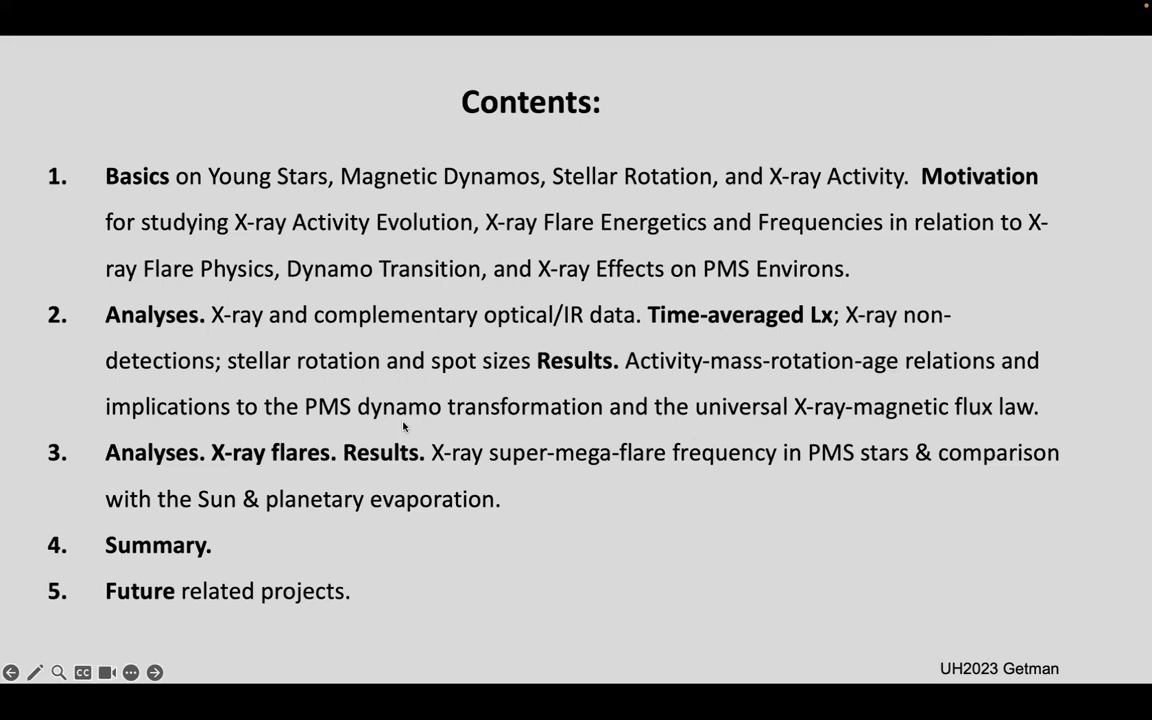 Contents:
1. Basics on Young Stars, Magnetic Dynamos, Stellar Rotation, and X-ray Activity. Motivation
for studying X-ray Activity Evolution, X-ray Flare Energetics and Frequencies in relation to X-
ray Flare Physics, Dynamo Transition, and X-ray Effects on PMS Environs.
2. Analyses. X-ray and complementary optical/IR data. Time-averaged Lx; X-ray non-
detections; stellar rotation and spot sizes Results. Activity-mass-rotation-age relations and
implications to the PMS dynamo transformation and the universal X-ray-magnetic flux law.
3. Analyses. X-ray flares. Results. X-ray super-mega-flare frequency in PMS stars & comparison
with the Sun & planetary evaporation.
4. Summary.
5. Future related projects.
CC
UH2023 Getman